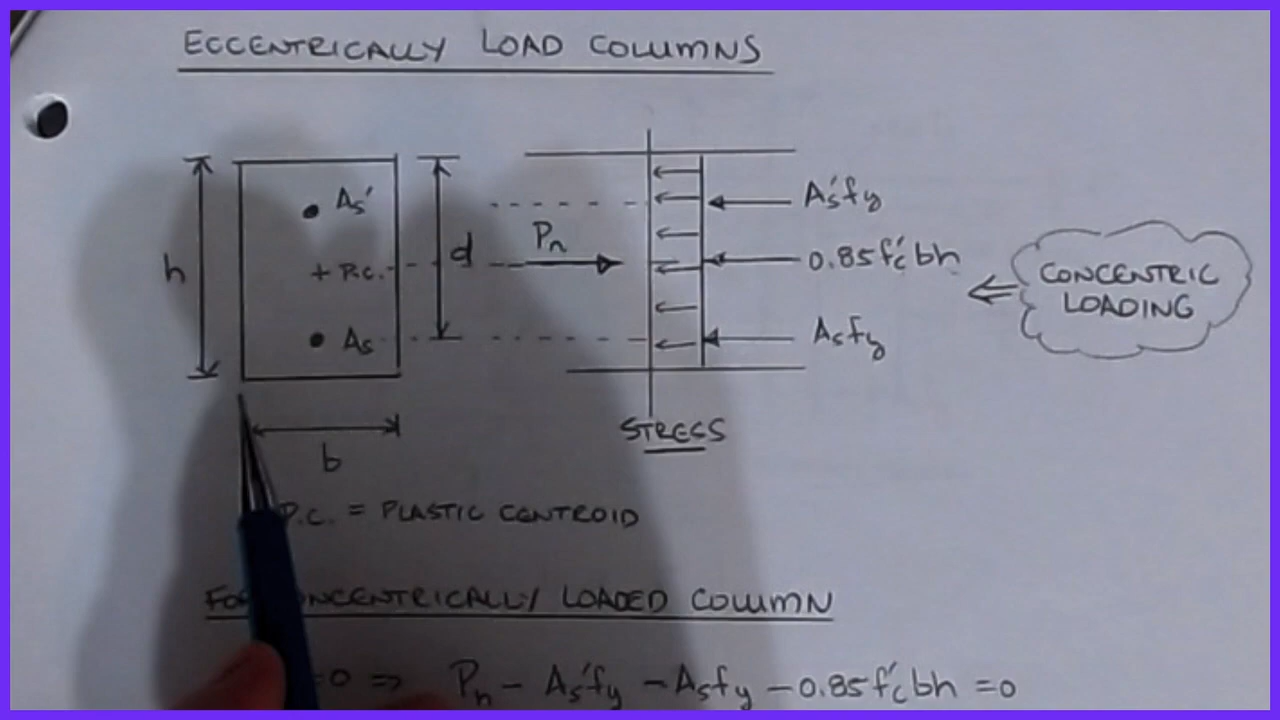 ECCENTRICALLY LOAD COLUMNS
As'
As'fy
Pn
h
+ P.C.
d
0.85f'c bh
CONCENTRIC
LOADING
As
Asfy
STRESS
b
P.C. = PLASTIC CENTROID
LOADED COLUMN
=0 => Pn - As'fy - Asfy - 0.85f'c bh = 0